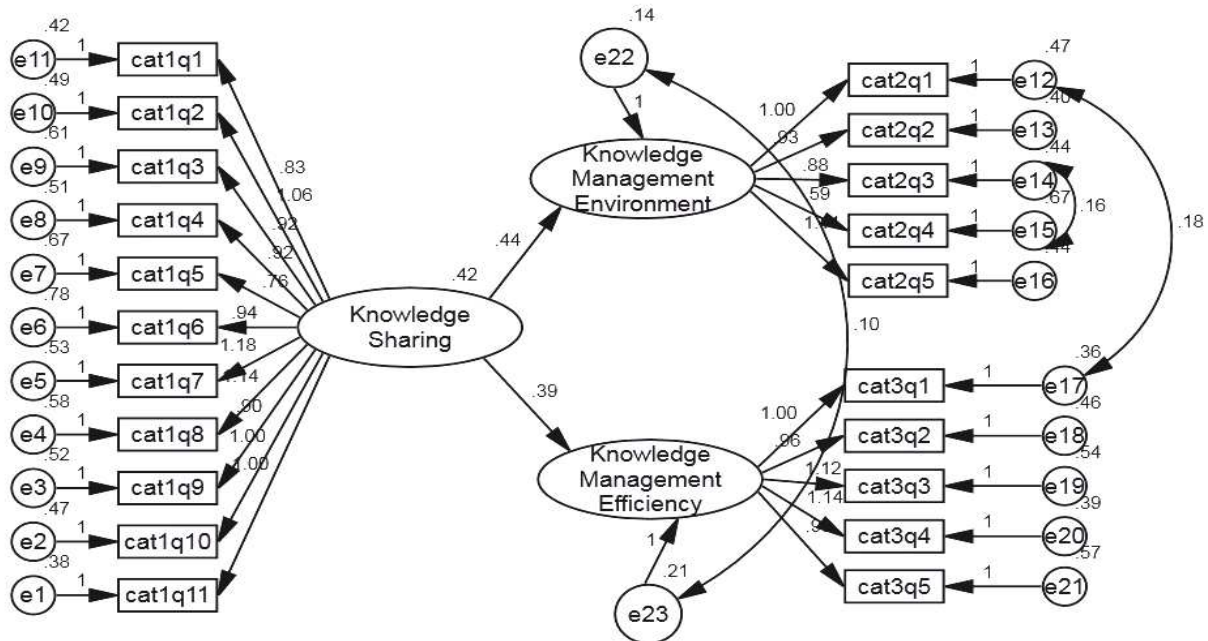 .42
e11 1 cat1q1
.49
e10 1 cat1q2
.61
e9 1 cat1q3
.51
e8 1 cat1q4
.67
e7 1 cat1q5
.78
e6 1 cat1q6
.53
e5 1 cat1q7
.58
e4 1 cat1q8
.52
e3 1 cat1q9
.47
e2 1 cat1q10
.38
e1 1 cat1q11
.83
1.06
.92
.92
.76
.94
1.18
1.14
.90
1.00
1.00
.42
Knowledge
Sharing
.44
.39
.14
e22
1
Knowledge
Management
Environment
1.00
.93
.88
.59
cat2q1 1 e12
.47
cat2q2 1 e13
.40
cat2q3 1 e14
.44
cat2q4 1 e15
.67
cat2q5 1 e16
.44
.16
.18
.10
Knowledge
Management
Efficiency
1
.21
e23
1.00
.96
1.12
1.14
cat3q1 1 e17
.36
cat3q2 1 e18
.46
cat3q3 1 e19
.54
cat3q4 1 e20
.39
cat3q5 1 e21
.57